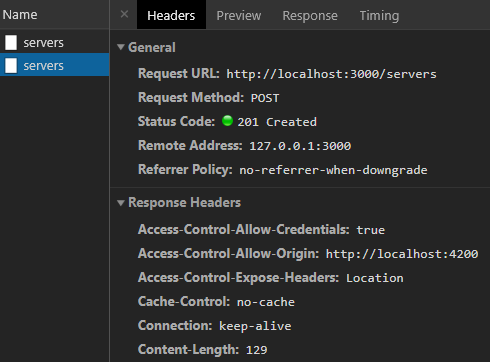 Name
× Headers Preview Response Timing
servers
servers
▼ General
Request URL: http://localhost:3000/servers
Request Method: POST
Status Code: 201 Created
Remote Address: 127.0.0.1:3000
Referrer Policy: no-referrer-when-downgrade
▼ Response Headers
Access-Control-Allow-Credentials: true
Access-Control-Allow-Origin: http://localhost:4200
Access-Control-Expose-Headers: Location
Cache-Control: no-cache
Connection: keep-alive
Content-Length: 129